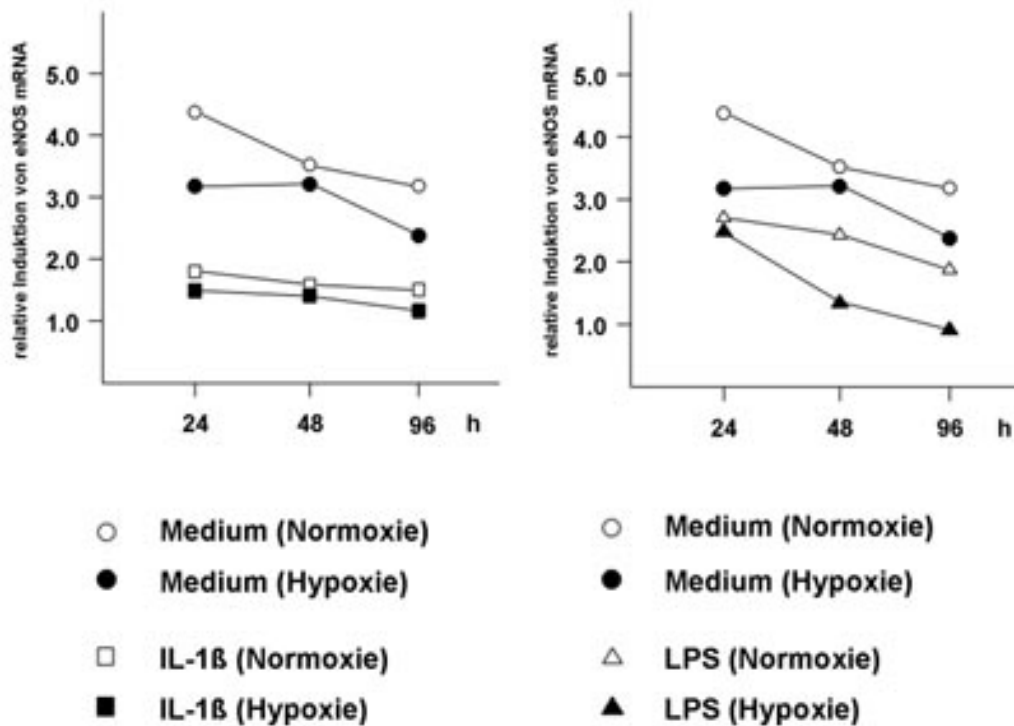 relative Induktion von eNOS mRNA
5.0
4.0
3.0
2.0
1.0
24 48 96 h
Medium (Normoxie)
Medium (Hypoxie)
IL-1ß (Normoxie)
IL-1ß (Hypoxie)
relative Induktion von eNOS mRNA
5.0
4.0
3.0
2.0
1.0
24 48 96 h
Medium (Normoxie)
Medium (Hypoxie)
LPS (Normoxie)
LPS (Hypoxie)